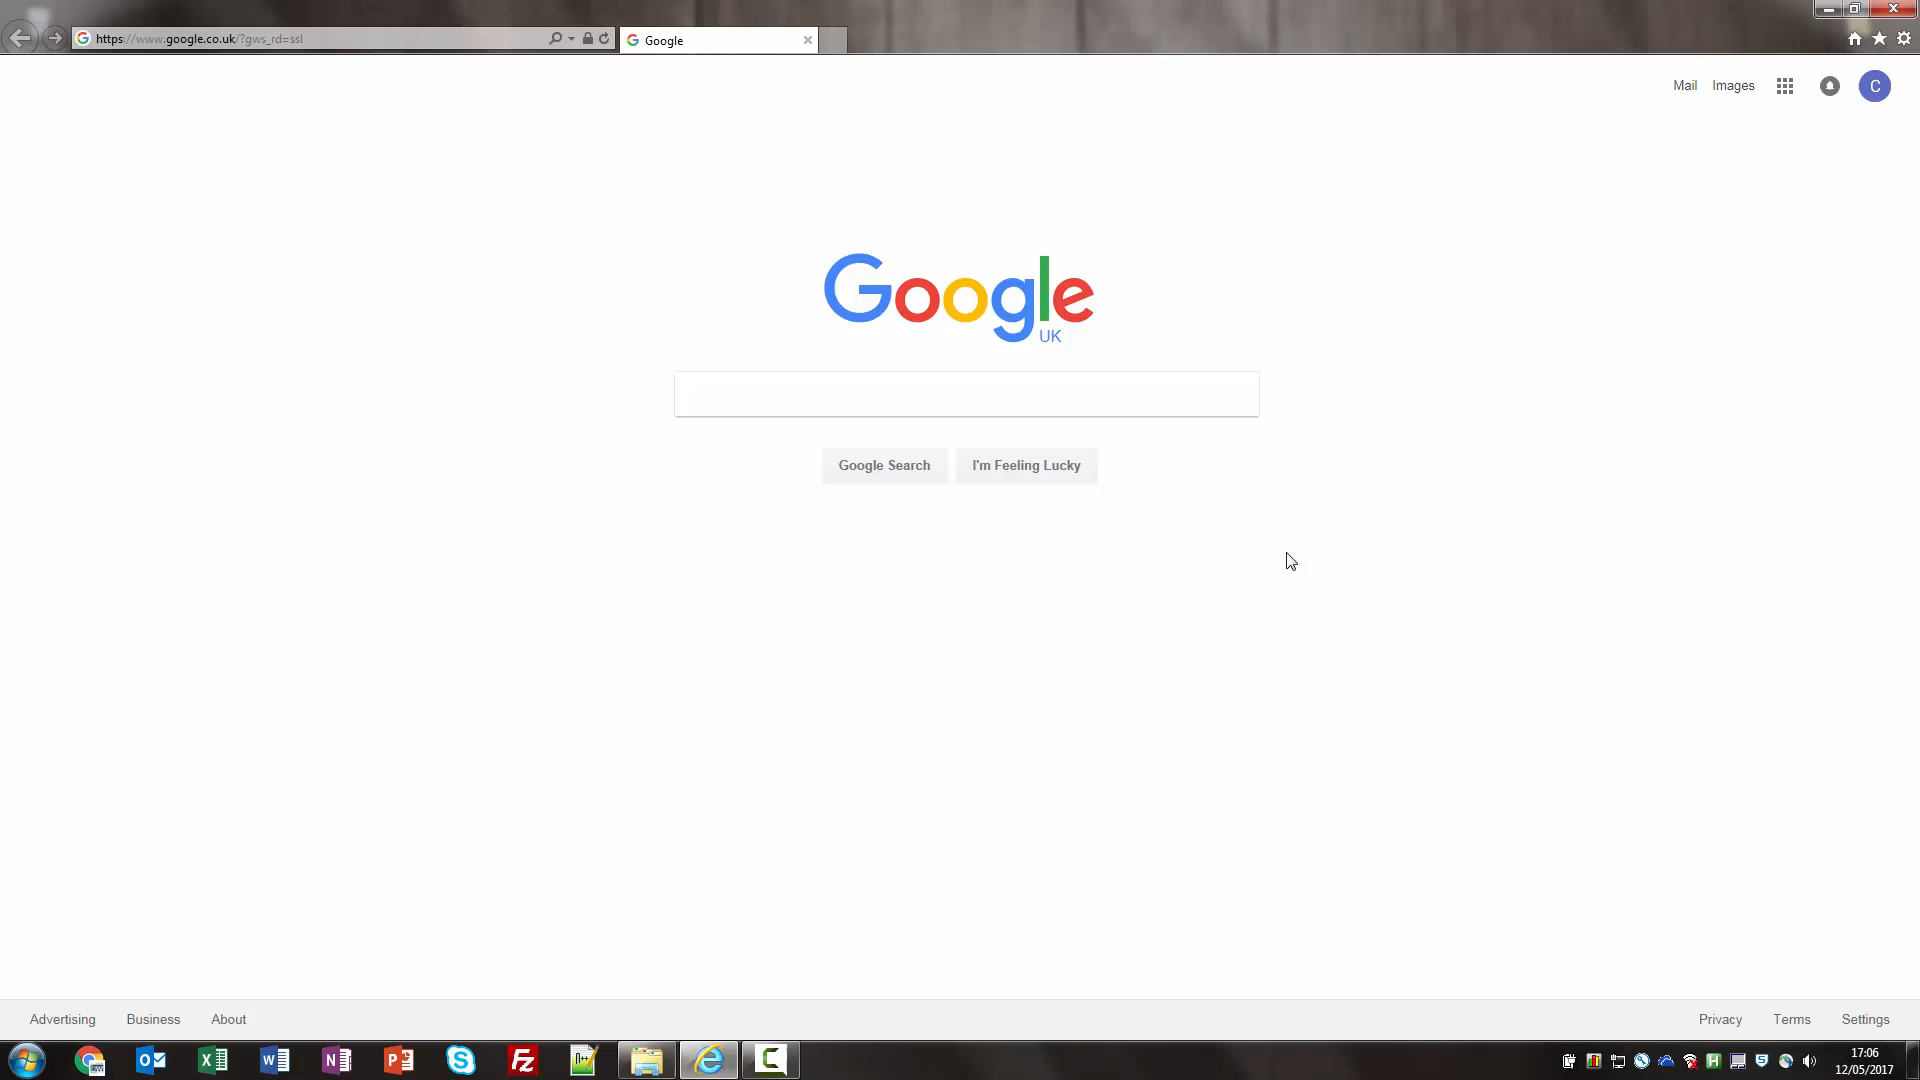 https://www.google.co.uk/?gws_rd=ssl
Google
Mail Images
C
Google
UK
Google Search I'm Feeling Lucky
Advertising Business About
Privacy Terms Settings
17:06
12/05/2017